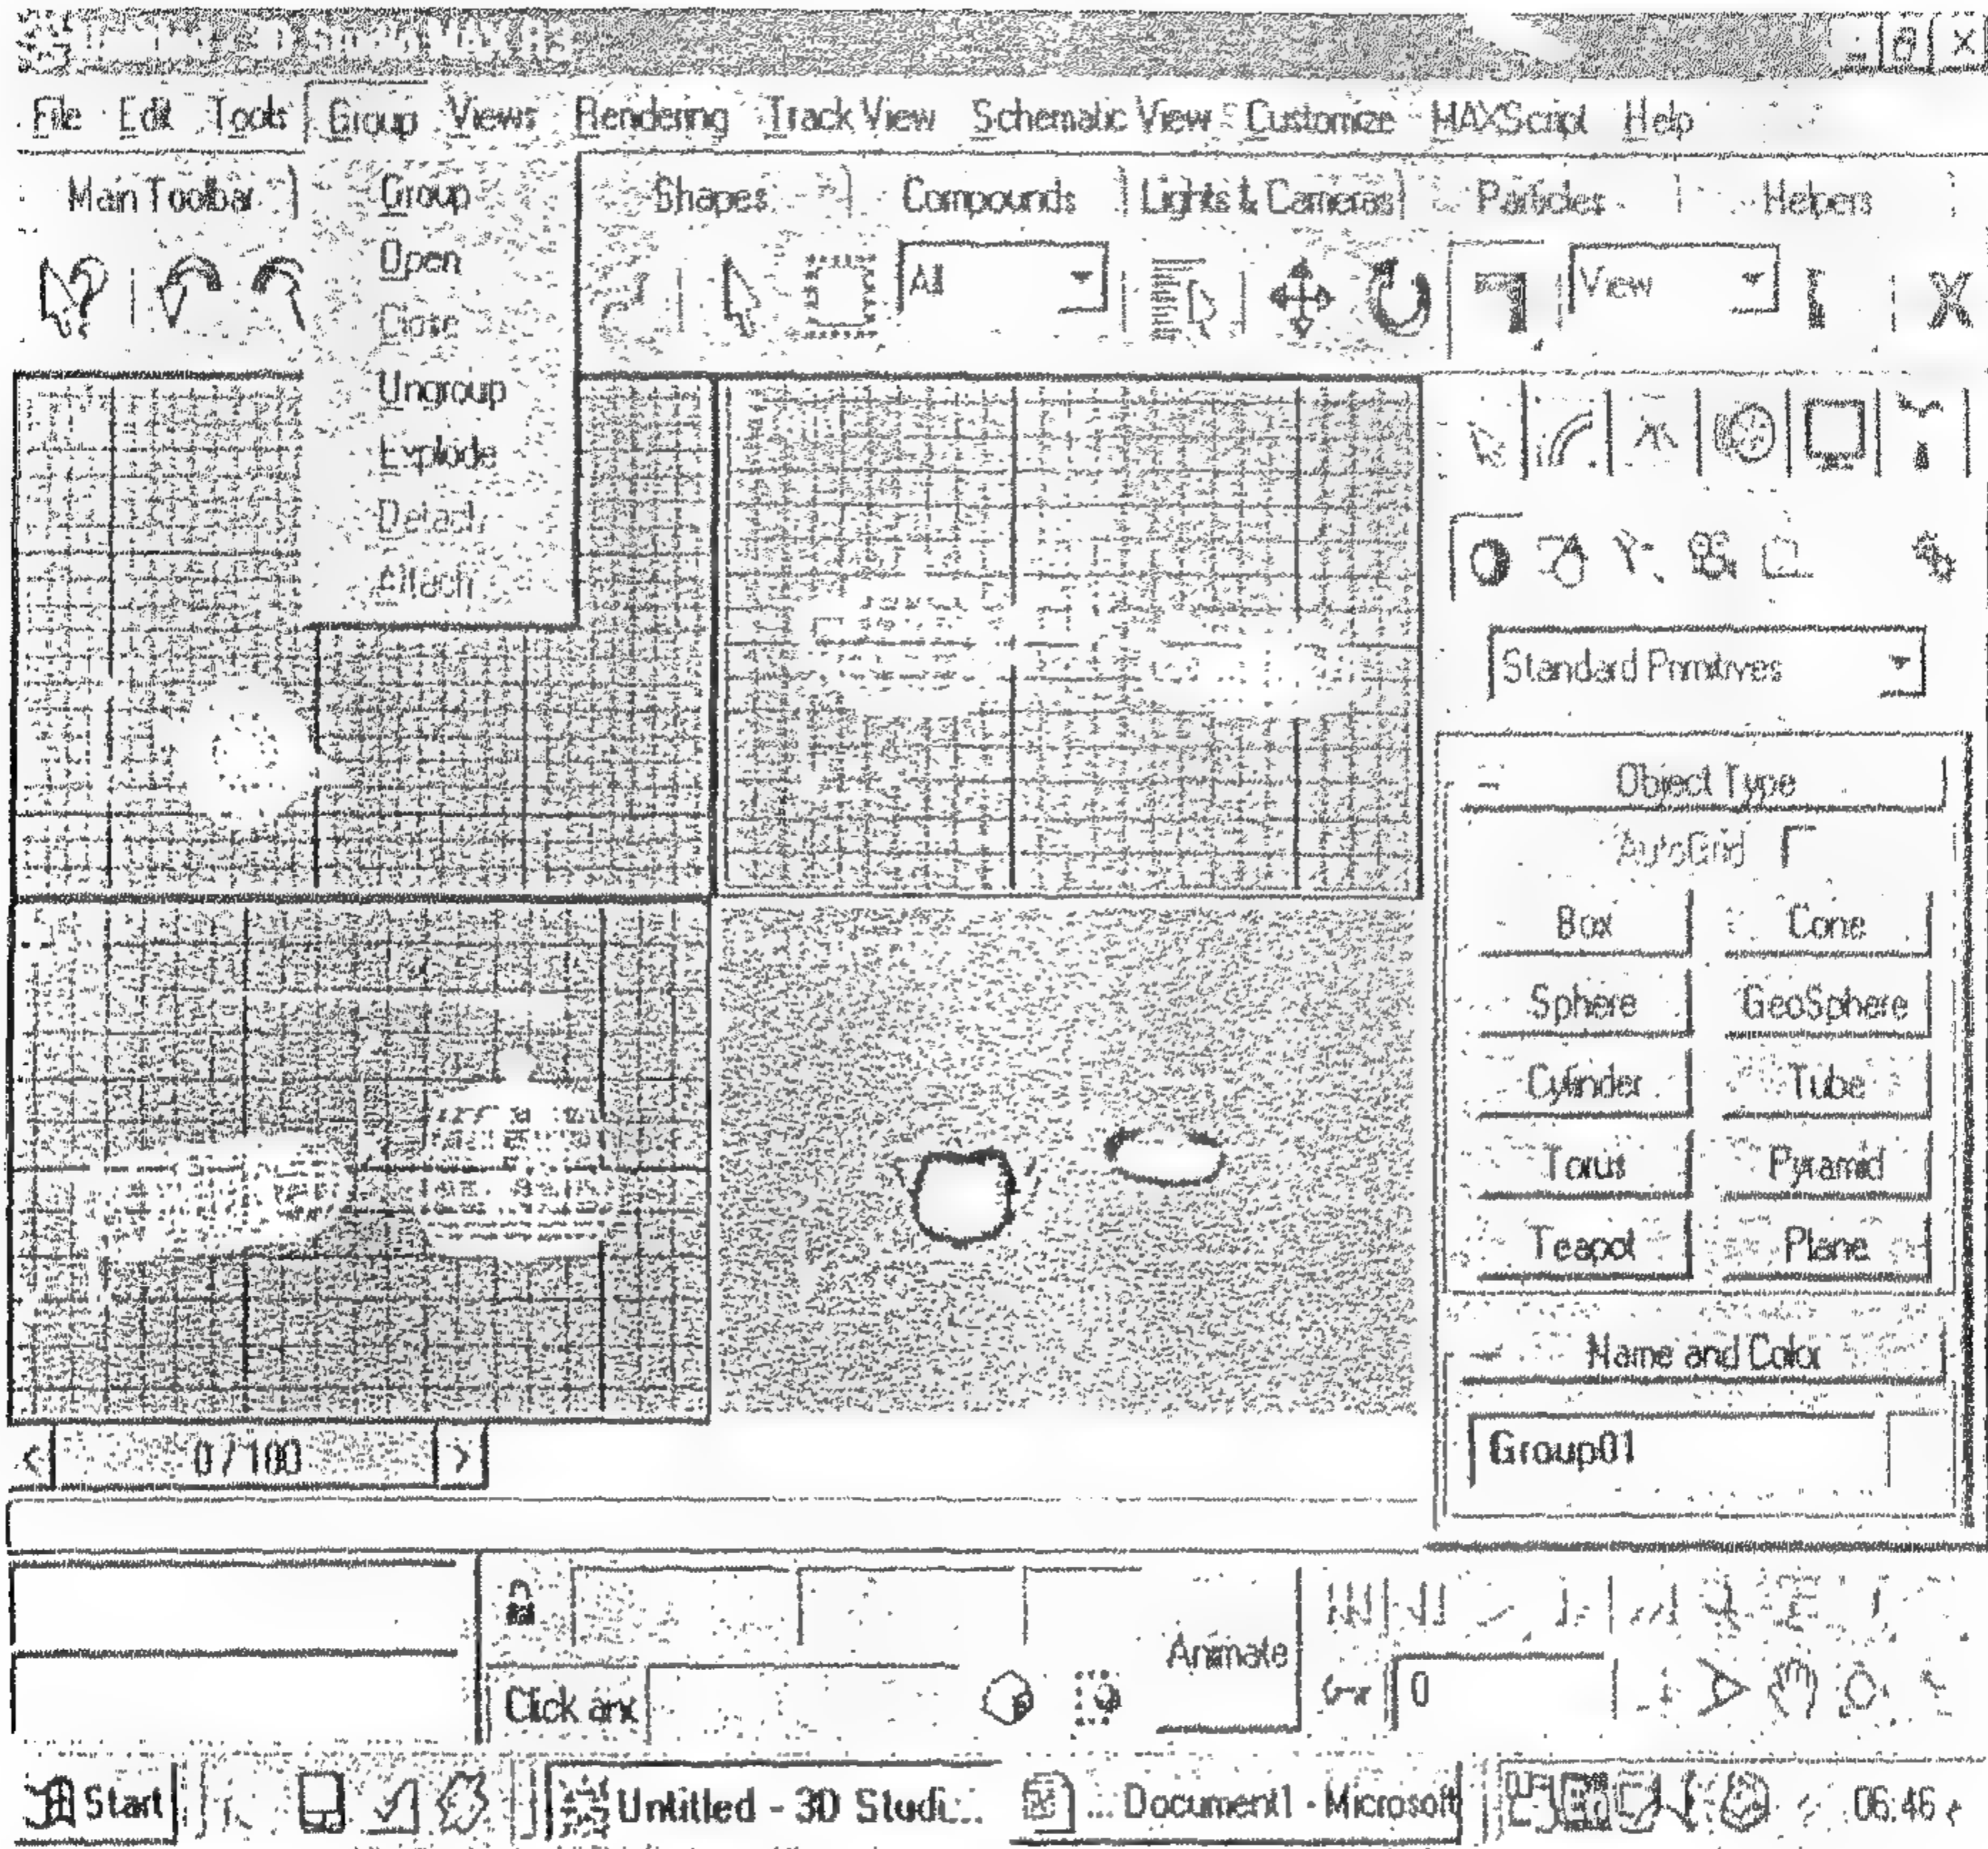 File Edit Tools Group Views Rendering Track View Schematic View Customize MAXScript Help
Main Toolbar Shapes Compounds Lights & Cameras Particles Helpers
Group
Open
Close
Ungroup
Explode
Detach
Attach
All View
Standard Primitives
Object Type
AutoGrid
Box Cone
Sphere GeoSphere
Cylinder Tube
Torus Pyramid
Teapot Plane
Name and Color
Group01
0 / 100
Animate
Click and 0
Start Untitled - 3D Studi... Document1 - Microsoft 06:46